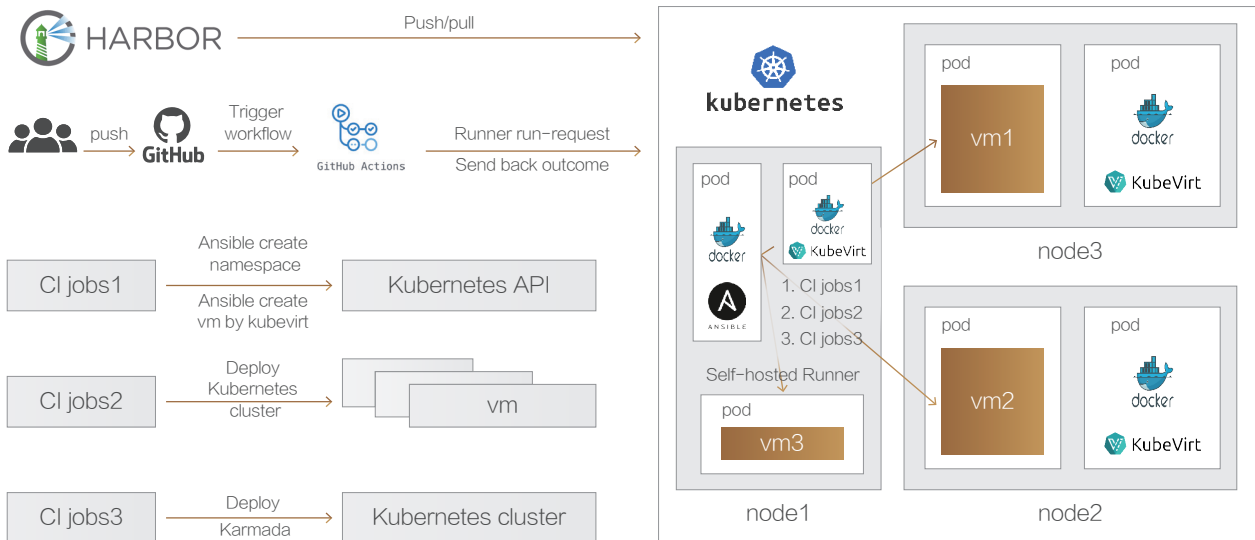 HARBOR
Push/pull
push
GitHub
Trigger
workflow
GitHub Actions
Runner run-request
Send back outcome
CI jobs1
Ansible create
namespace
Ansible create
vm by kubevirt
Kubernetes API
CI jobs2
Deploy
Kubernetes
cluster
vm
CI jobs3
Deploy
Karmada
Kubernetes cluster
kubernetes
pod
docker
ANSIBLE
pod
docker
KubeVirt
1. CI jobs1
2. CI jobs2
3. CI jobs3
Self-hosted Runner
pod
vm3
node1
pod
vm1
pod
docker
KubeVirt
node3
pod
vm2
pod
docker
KubeVirt
node2